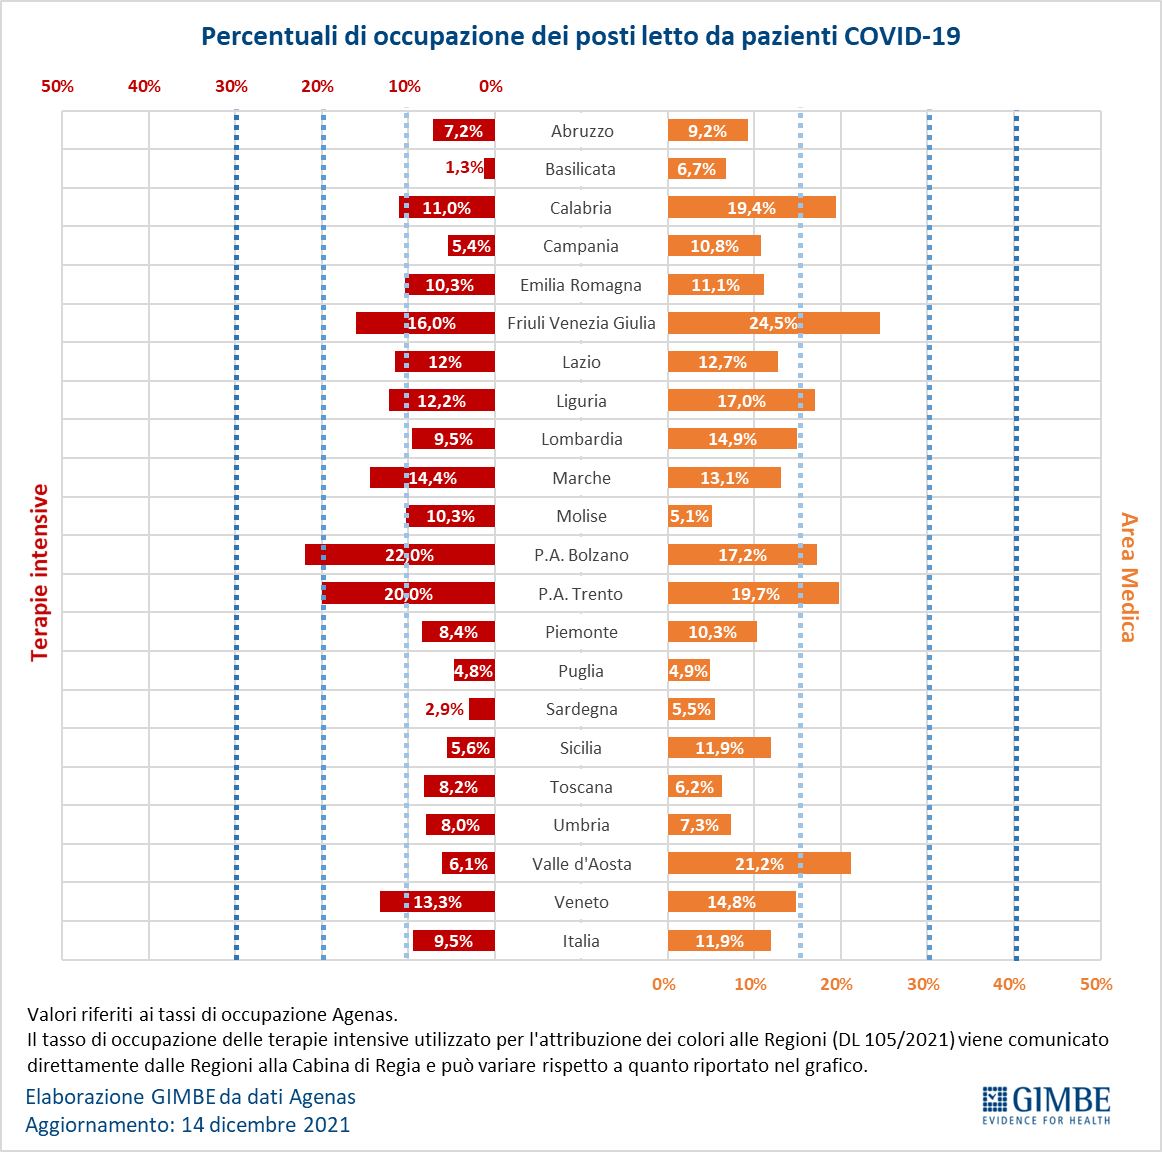 Percentuali di occupazione dei posti letto da pazienti COVID-19
50% 40% 30% 20% 10% 0%
7,2% Abruzzo 9,2%
1,3% Basilicata 6,7%
11,0% Calabria 19,4%
5,4% Campania 10,8%
10,3% Emilia Romagna 11,1%
16,0% Friuli Venezia Giulia 24,5%
12% Lazio 12,7%
12,2% Liguria 17,0%
9,5% Lombardia 14,9%
14,4% Marche 13,1%
10,3% Molise 5,1%
22,0% P.A. Bolzano 17,2%
20,0% P.A. Trento 19,7%
8,4% Piemonte 10,3%
4,8% Puglia 4,9%
2,9% Sardegna 5,5%
5,6% Sicilia 11,9%
8,2% Toscana 6,2%
8,0% Umbria 7,3%
6,1% Valle d'Aosta 21,2%
13,3% Veneto 14,8%
9,5% Italia 11,9%
Terapie intensive
Area Medica
0% 10% 20% 30% 40% 50%
Valori riferiti ai tassi di occupazione Agenas.
Il tasso di occupazione delle terapie intensive utilizzato per l'attribuzione dei colori alle Regioni (DL 105/2021) viene comunicato
direttamente dalle Regioni alla Cabina di Regia e può variare rispetto a quanto riportato nel grafico.
Elaborazione GIMBE da dati Agenas
Aggiornamento: 14 dicembre 2021
GIMBE
EVIDENCE FOR HEALTH